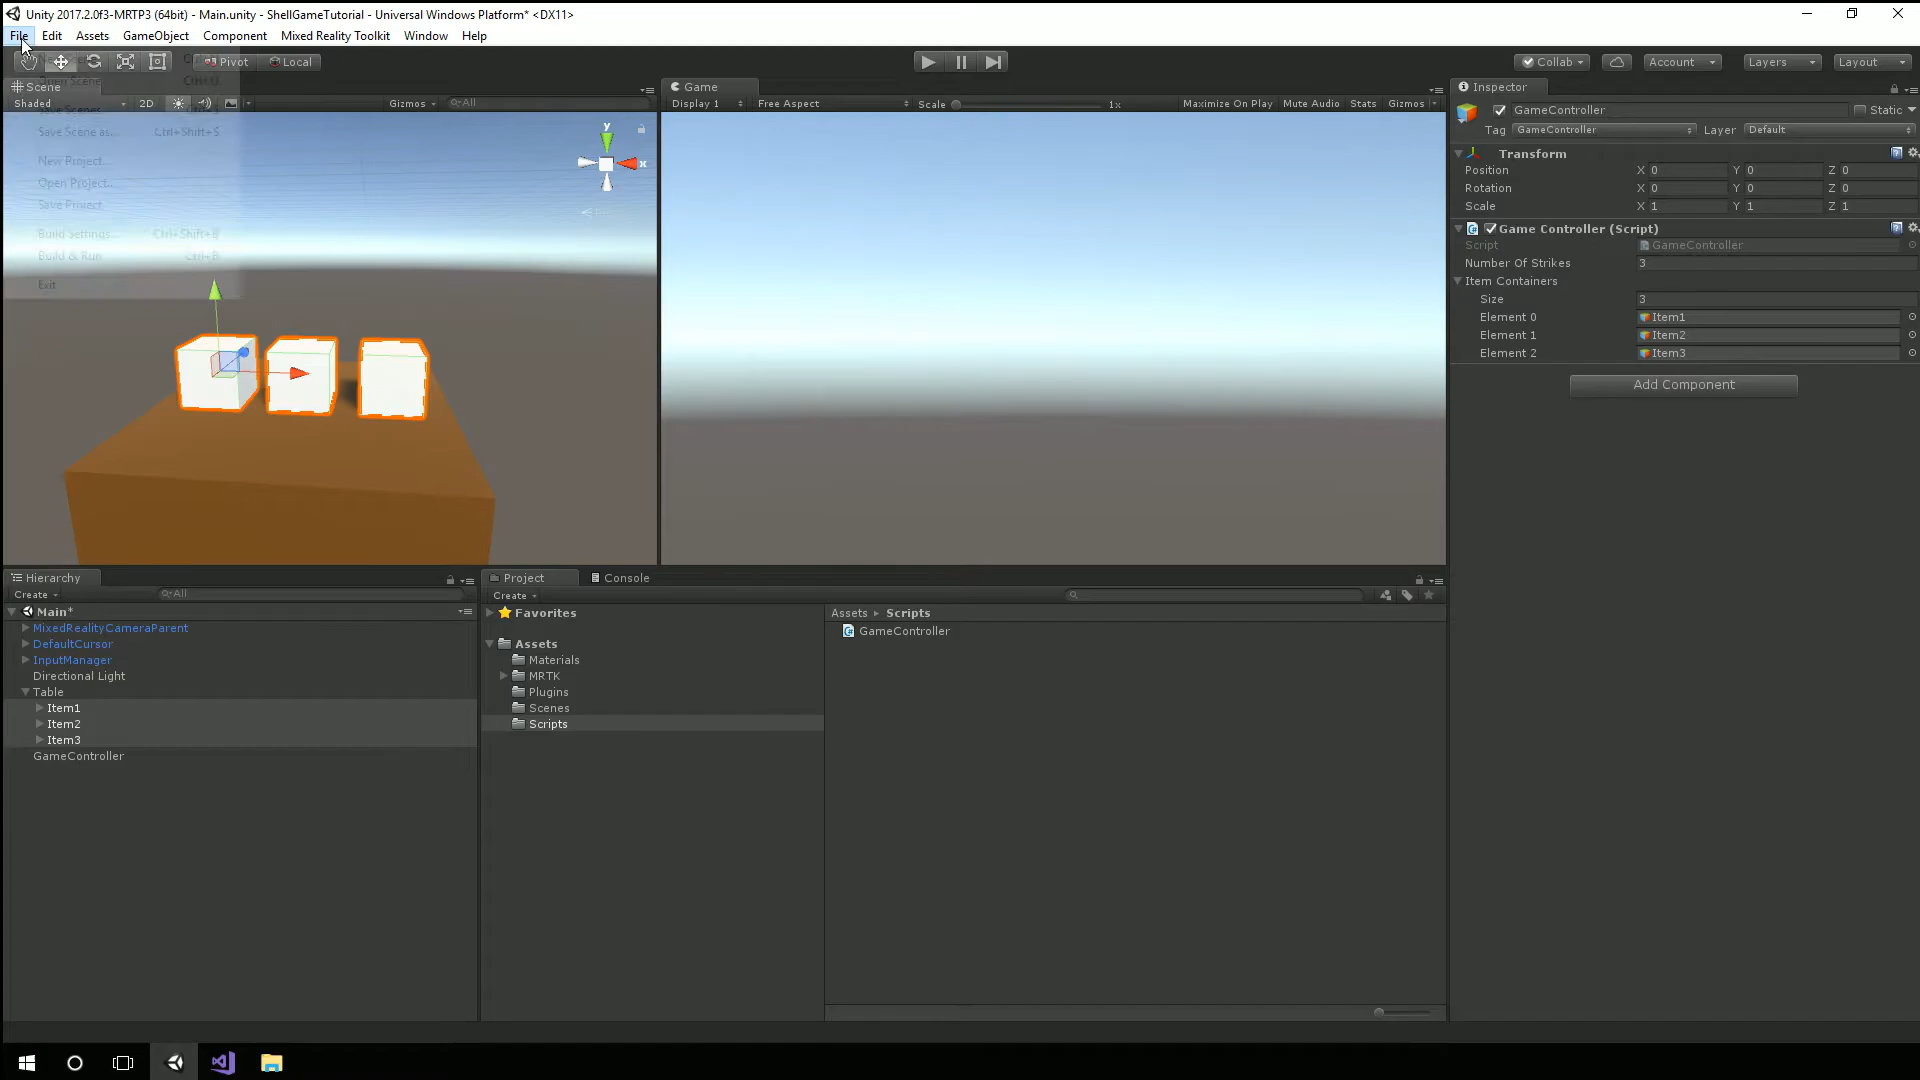 Unity 2017.2.0f3-MRTP3 (64bit) - Main.unity - ShellGameTutorial - Universal Windows Platform* <DX11>
File Edit Assets GameObject Component Mixed Reality Toolkit Window Help
Pivot Local Collab Account Layers Layout
Open Scene Ctrl+O
Save Scenes
Save Scene as... Ctrl+Shift+S
New Project...
Open Project...
Save Project
Build Settings... Ctrl+Shift+B
Build & Run Ctrl+B
Exit
Scene
Shaded 2D Gizmos All
y
x
Game
Display 1 Free Aspect Scale 1x Maximize On Play Mute Audio Stats Gizmos
Inspector
GameController Static
Tag GameController Layer Default
Transform
Position X 0 Y 0 Z 0
Rotation X 0 Y 0 Z 0
Scale X 1 Y 1 Z 1
Game Controller (Script)
Script GameController
Number Of Strikes 3
Item Containers
Size 3
Element 0 Item1
Element 1 Item2
Element 2 Item3
Add Component
Hierarchy
Create All
Main*
MixedRealityCameraParent
DefaultCursor
InputManager
Directional Light
Table
Item1
Item2
Item3
GameController
Project Console
Create
Favorites
Assets
Materials
MRTK
Plugins
Scenes
Scripts
Assets Scripts
GameController